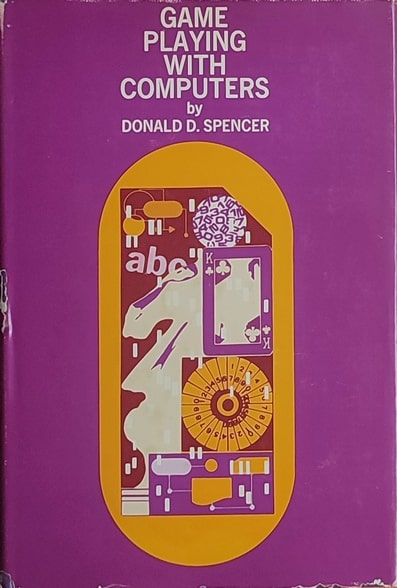 GAME
PLAYING
WITH
COMPUTERS
by
DONALD D. SPENCER
abc
K
K